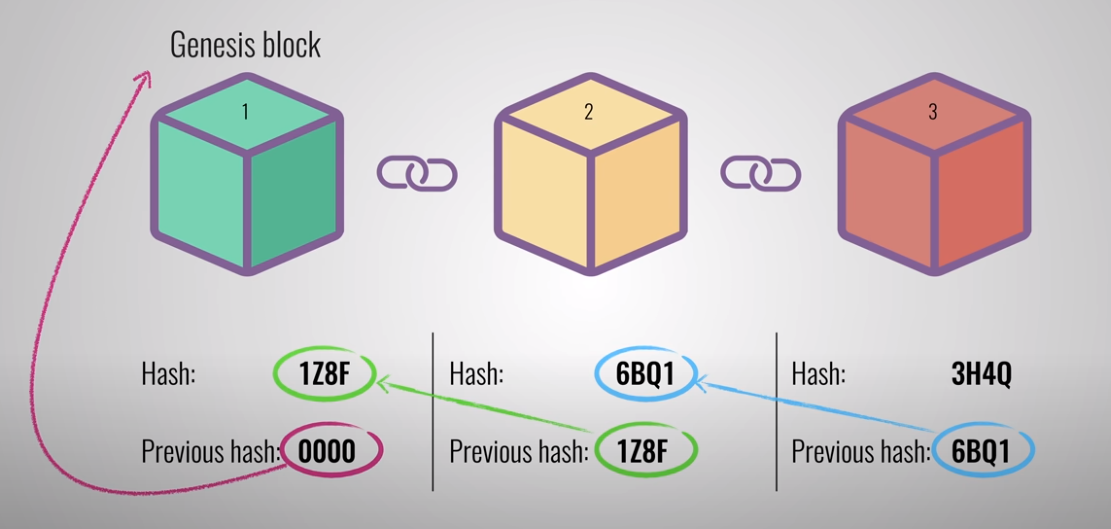 Genesis block
1
2
3
Hash: 1Z8F
Previous hash: 0000
Hash: 6BQ1
Previous hash: 1Z8F
Hash: 3H4Q
Previous hash: 6BQ1